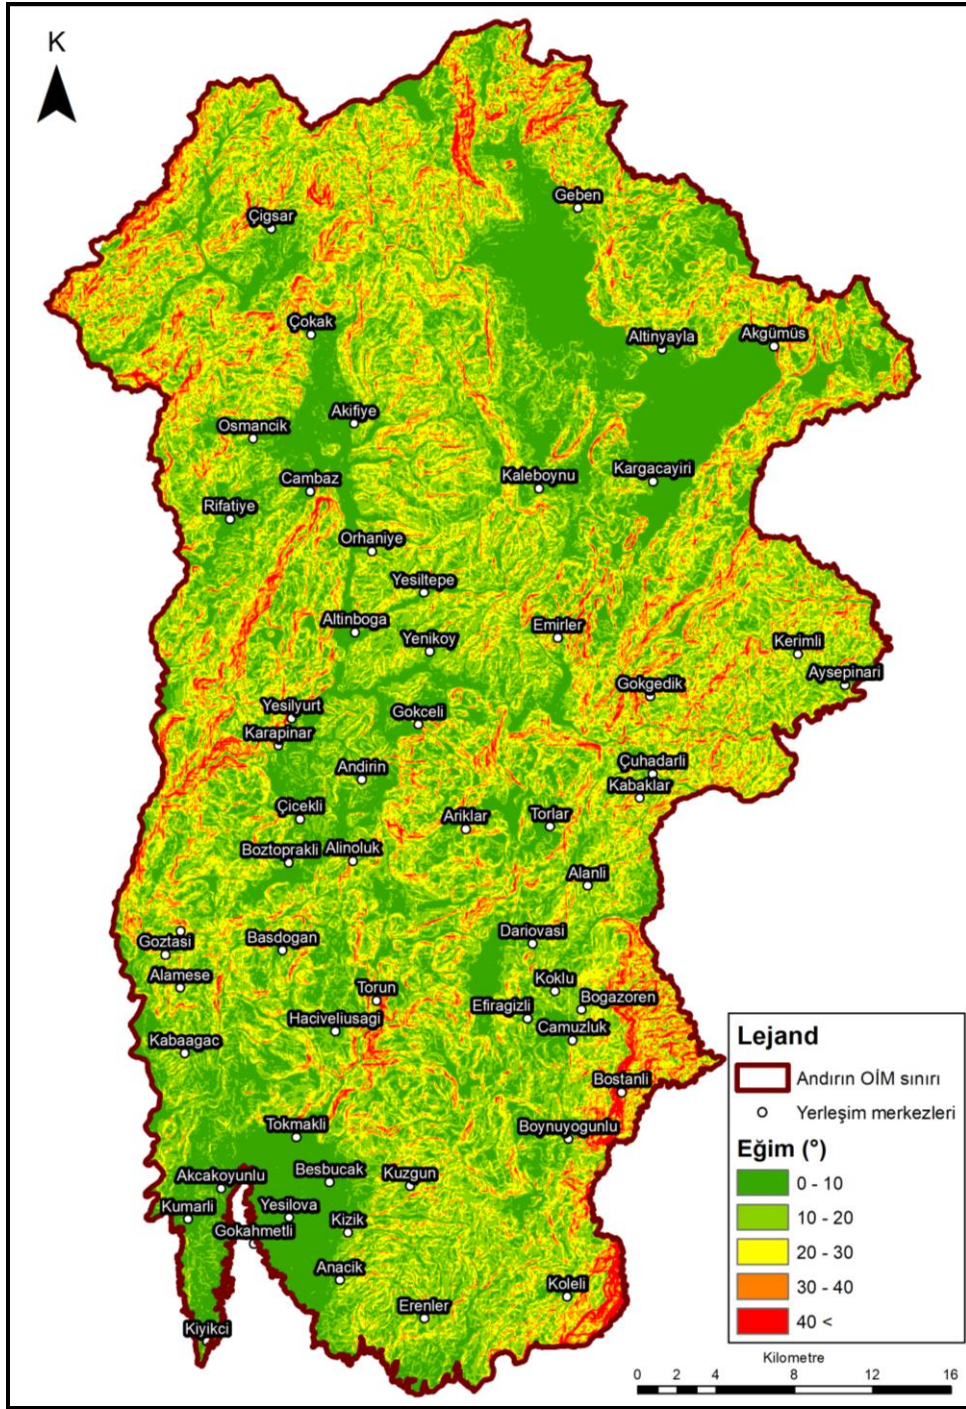 K
Geben
Çigsar
Çokak
Altinyayla
Akgümüs
Akifiye
Osmancik
Cambaz
Kaleboynu
Kargacayiri
Rifatiye
Orhaniye
Yesiltepe
Altinboga
Yenikoy
Emirler
Kerimli
Aysepinari
Gokgedik
Yesilyurt
Gokceli
Karapinar
Andirin
Çuhadarli
Kabaklar
Çicekli
Ariklar
Torlar
Boztoprakli
Alinoluk
Alanli
Goztasi
Basdogan
Dariovasi
Alamese
Torun
Koklu
Efiragizli
Bogazoren
Haciveliusagi
Camuzluk
Kabaagac
Bostanli
Tokmakli
Boynuyogunlu
Akcakoyunlu
Besbucak
Kuzgun
Kumarli
Yesilova
Gokahmetli
Kizik
Anacik
Koleli
Erenler
Kiyikci
Lejand
Andırın OİM sınırı
Yerleşim merkezleri
Eğim (°)
0 - 10
10 - 20
20 - 30
30 - 40
40 <
Kilometre
0 2 4 8 12 16